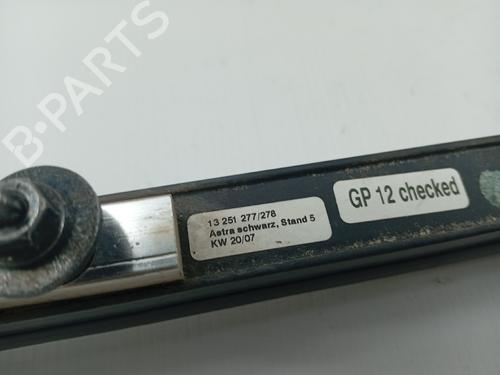 B-PARTS
13 251 277/278
Astra schwarz, Stand 5
KW 20/07
GP 12 checked